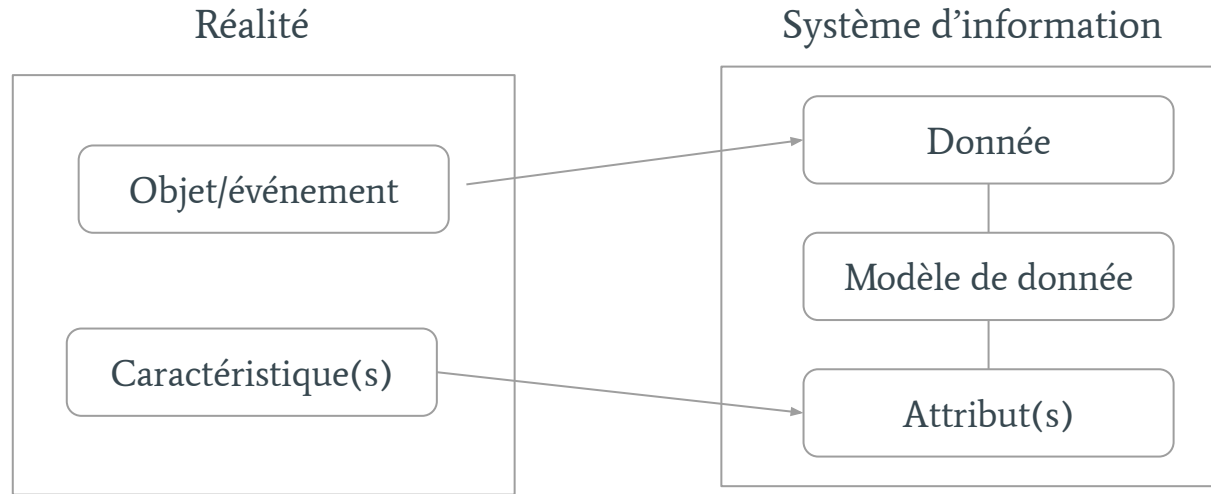 Réalité
Système d’information
Objet/événement
Caractéristique(s)
Donnée
Modèle de donnée
Attribut(s)